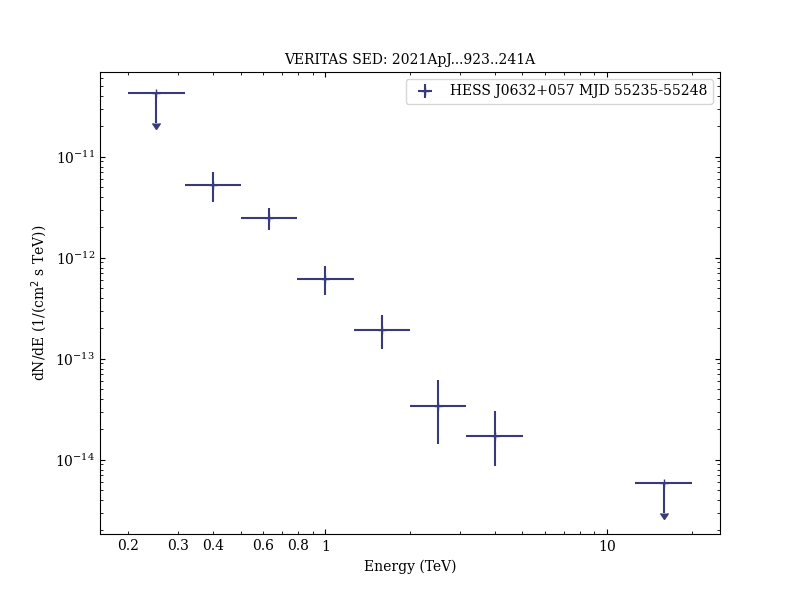 VERITAS SED: 2021ApJ...923..241A
HESS J0632+057 MJD 55235-55248
dN/dE (1/(cm² s TeV))
10⁻¹¹
10⁻¹²
10⁻¹³
10⁻¹⁴
0.2 0.3 0.4 0.6 0.8 1 10
Energy (TeV)